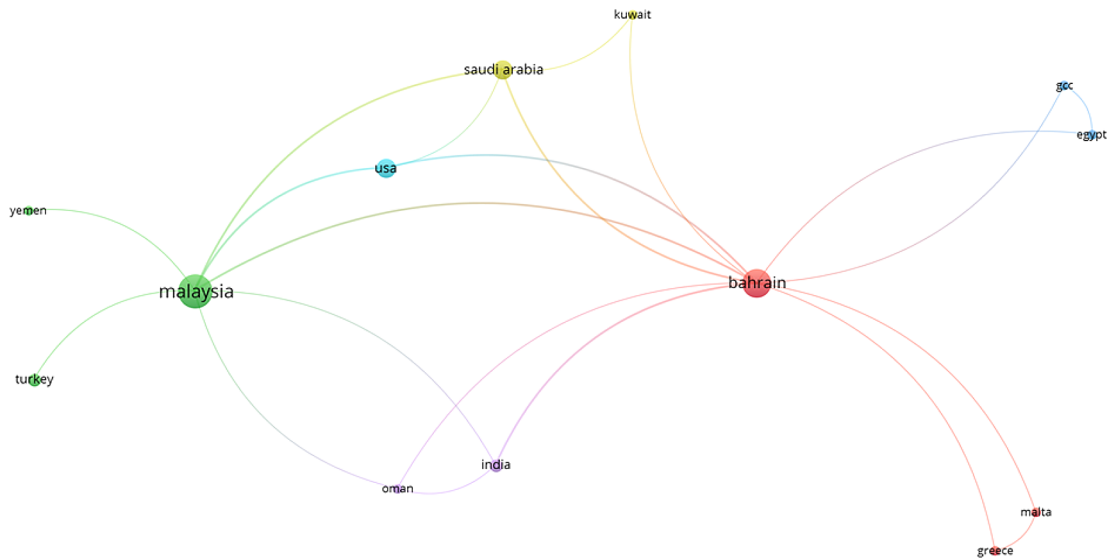 kuwait
saudi arabia
gcc
egypt
usa
yemen
malaysia
bahrain
turkey
india
oman
malta
greece